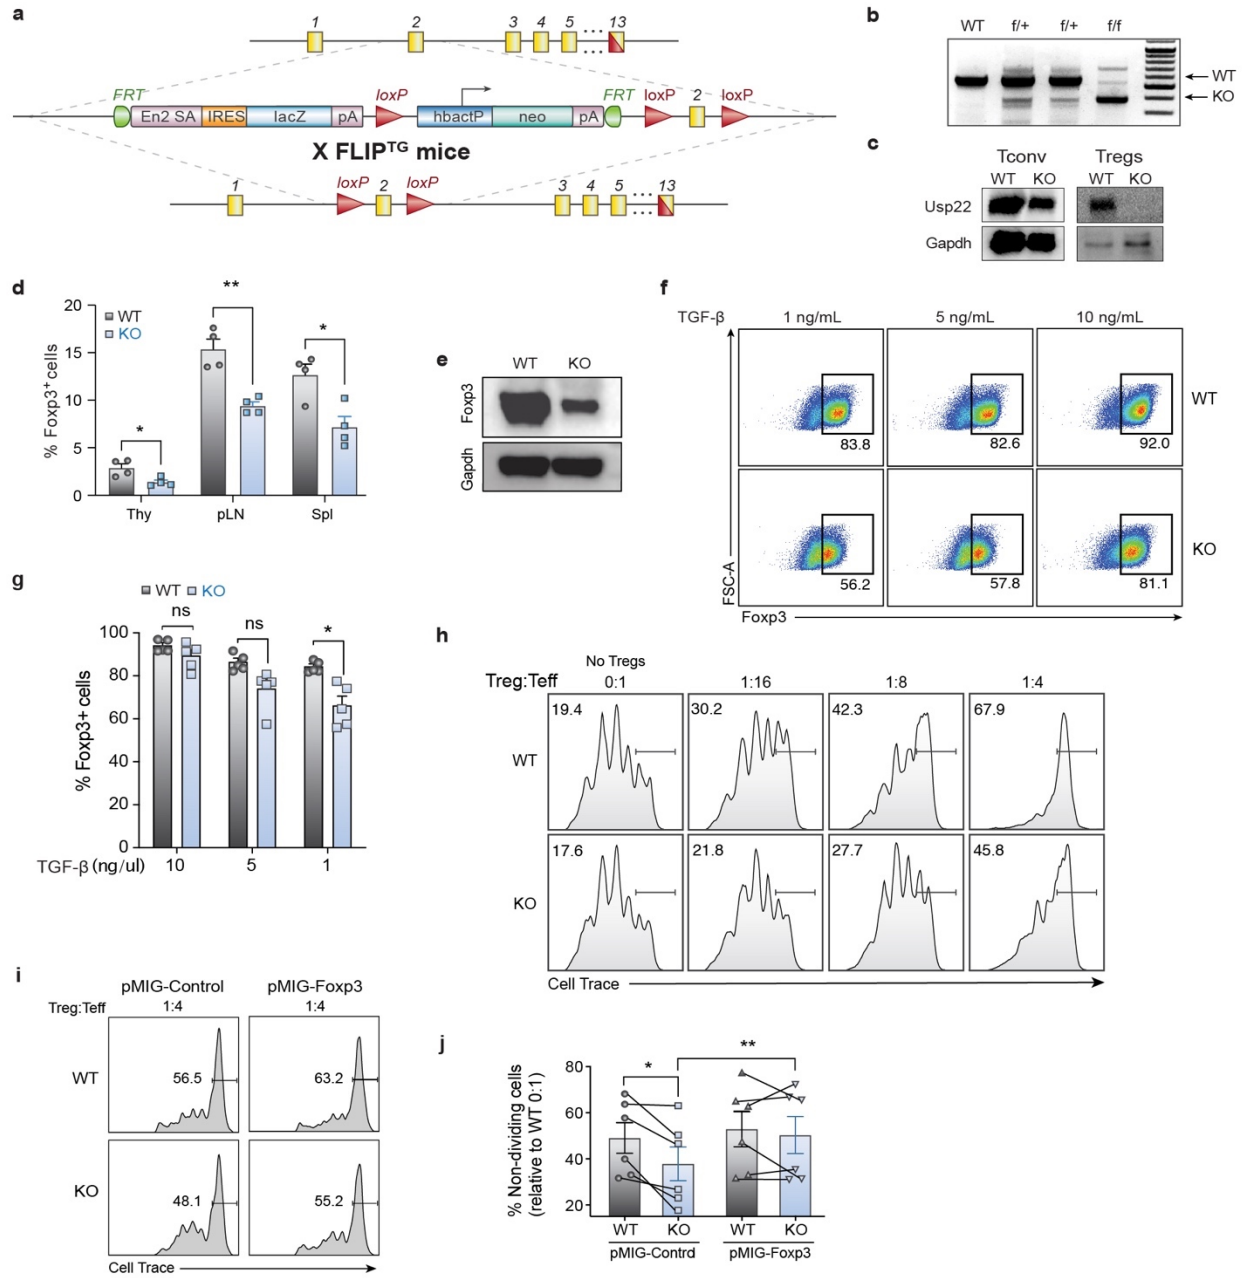 a
1 2 3 4 5 13
FRT loxP FRT loxP 2 loxP
En2 SA IRES lacZ pA hbactP neo pA
X FLIPTG mice
1 loxP 2 loxP 3 4 5 13
b
WT f/+ f/+ f/f
WT
KO
c
Tconv Tregs
WT KO WT KO
Usp22
Gapdh
d
**
*
*
20
15
10
5
0
WT
KO
% Foxp3+ cells
Thy pLN Spl
e
WT KO
Foxp3
Gapdh
f
TGF-β 1 ng/mL 5 ng/mL 10 ng/mL
83.8 82.6 92.0
WT
56.2 57.8 81.1
KO
FSC-A
Foxp3
g
WT KO
ns ns *
100
80
60
40
20
0
% Foxp3+ cells
TGF-β (ng/ul) 10 5 1
h
No Tregs
Treg:Teff 0:1 1:16 1:8 1:4
WT
19.4 30.2 42.3 67.9
KO
17.6 21.8 27.7 45.8
Cell Trace
i
pMIG-Control pMIG-Foxp3
Treg:Teff 1:4 1:4
WT
56.5 63.2
KO
48.1 55.2
Cell Trace
j
* **
80
60
40
20
% Non-dividing cells
(relative to WT 0:1)
WT KO WT KO
pMIG-Contrd pMIG-Foxp3